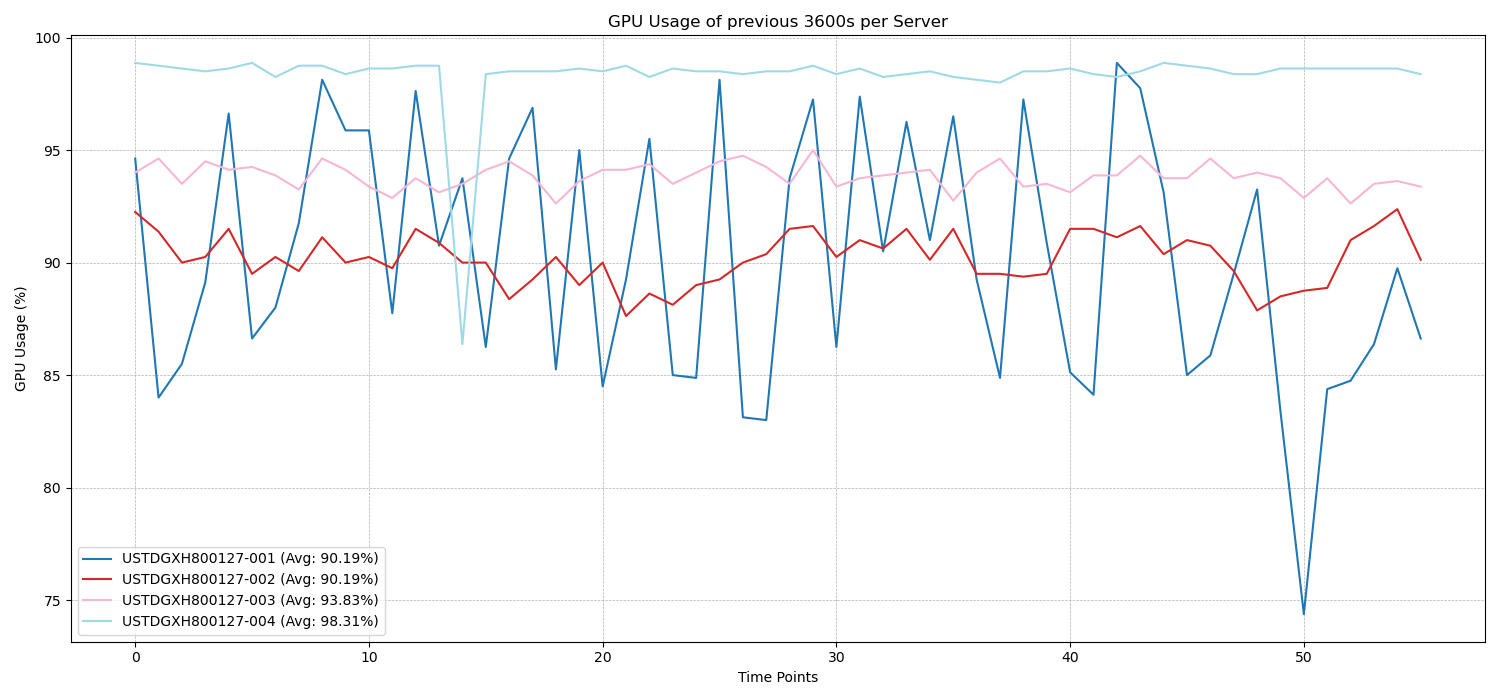 GPU Usage of previous 3600s per Server
100
95
90
85
80
75
GPU Usage (%)
USTDGXH800127-001 (Avg: 90.19%)
USTDGXH800127-002 (Avg: 90.19%)
USTDGXH800127-003 (Avg: 93.83%)
USTDGXH800127-004 (Avg: 98.31%)
0 10 20 30 40 50
Time Points